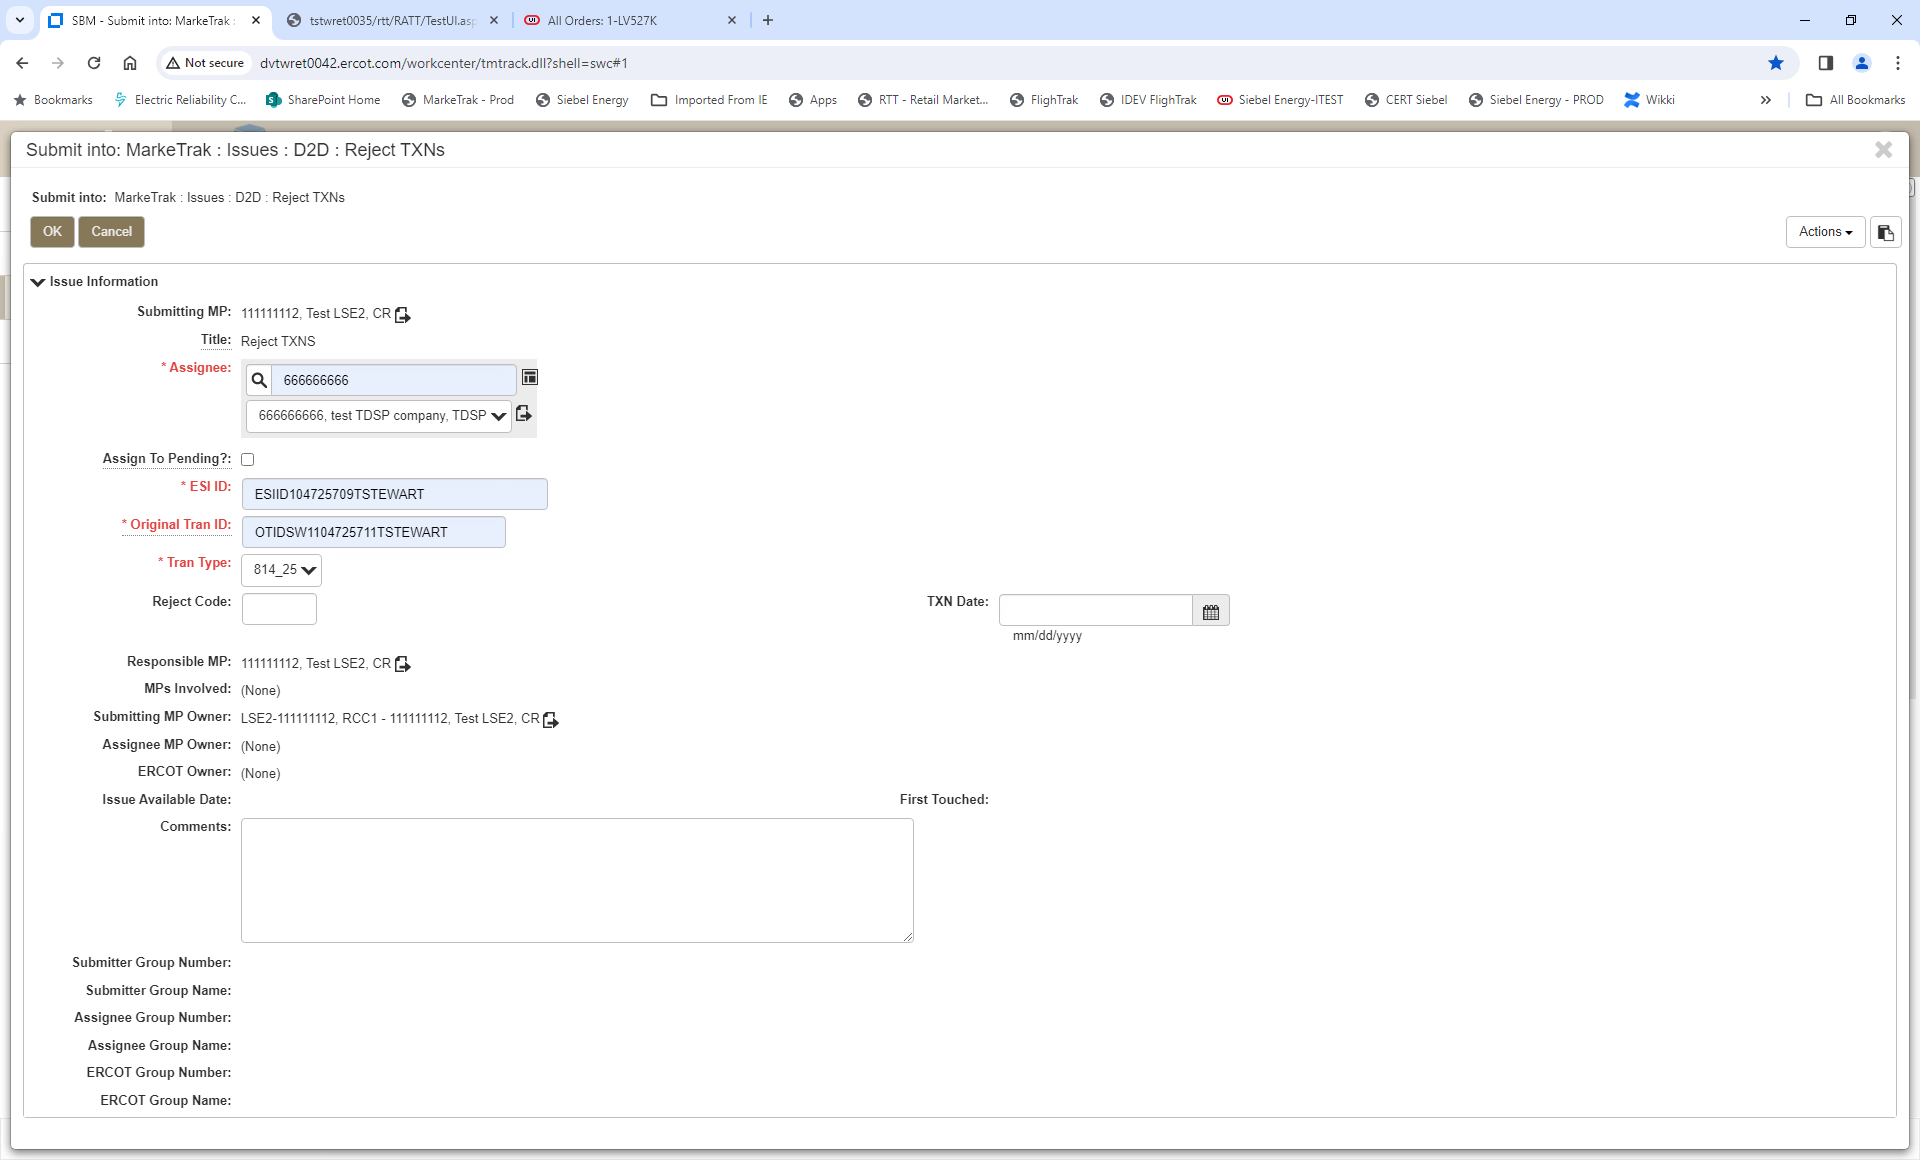 SBM - Submit into: MarkeTrak :
tstwret0035/rtt/RATT/TestUI.asp
All Orders: 1-LV527K
Not secure
dvtwret0042.ercot.com/workcenter/tmtrack.dll?shell=swc#1
Bookmarks
Electric Reliability C...
SharePoint Home
MarkeTrak - Prod
Siebel Energy
Imported From IE
Apps
RTT - Retail Market...
FlighTrak
IDEV FlighTrak
Siebel Energy-ITEST
CERT Siebel
Siebel Energy - PROD
Wikki
All Bookmarks
Submit into: MarkeTrak : Issues : D2D : Reject TXNs
Submit into: MarkeTrak : Issues : D2D : Reject TXNs
OK
Cancel
Actions
Issue Information
Submitting MP: 111111112, Test LSE2, CR
Title: Reject TXNS
* Assignee: 666666666
666666666, test TDSP company, TDSP
Assign To Pending?:
* ESI ID: ESIID104725709TSTEWART
* Original Tran ID: OTIDSW1104725711TSTEWART
* Tran Type: 814_25
Reject Code:
TXN Date:
mm/dd/yyyy
Responsible MP: 111111112, Test LSE2, CR
MPs Involved: (None)
Submitting MP Owner: LSE2-111111112, RCC1 - 111111112, Test LSE2, CR
Assignee MP Owner: (None)
ERCOT Owner: (None)
Issue Available Date:
First Touched:
Comments:
Submitter Group Number:
Submitter Group Name:
Assignee Group Number:
Assignee Group Name:
ERCOT Group Number:
ERCOT Group Name: